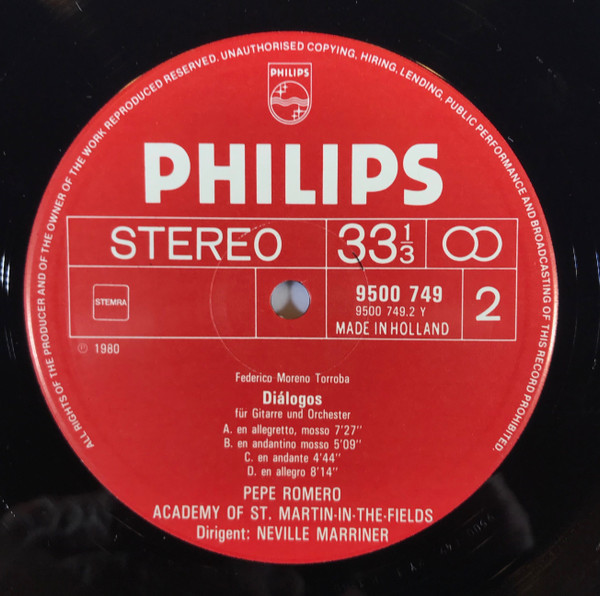 ALL RIGHTS OF THE PRODUCER AND OF THE OWNER OF THE WORK REPRODUCED RESERVED. UNAUTHORISED COPYING, HIRING, LENDING, PUBLIC PERFORMANCE AND BROADCASTING OF THIS RECORD PROHIBITED.
PHILIPS
PHILIPS
STEREO 33 1/3
STEMRA 9500 749 2
9500 749.2 Y
MADE IN HOLLAND
℗ 1980
Federico Moreno Torroba
Diálogos
für Gitarre und Orchester
A. en allegretto, mosso 7'27"
B. en andantino mosso 5'09"
C. en andante 4'44"
D. en allegro 8'14"
PEPE ROMERO
ACADEMY OF ST. MARTIN-IN-THE-FIELDS
Dirigent: NEVILLE MARRINER